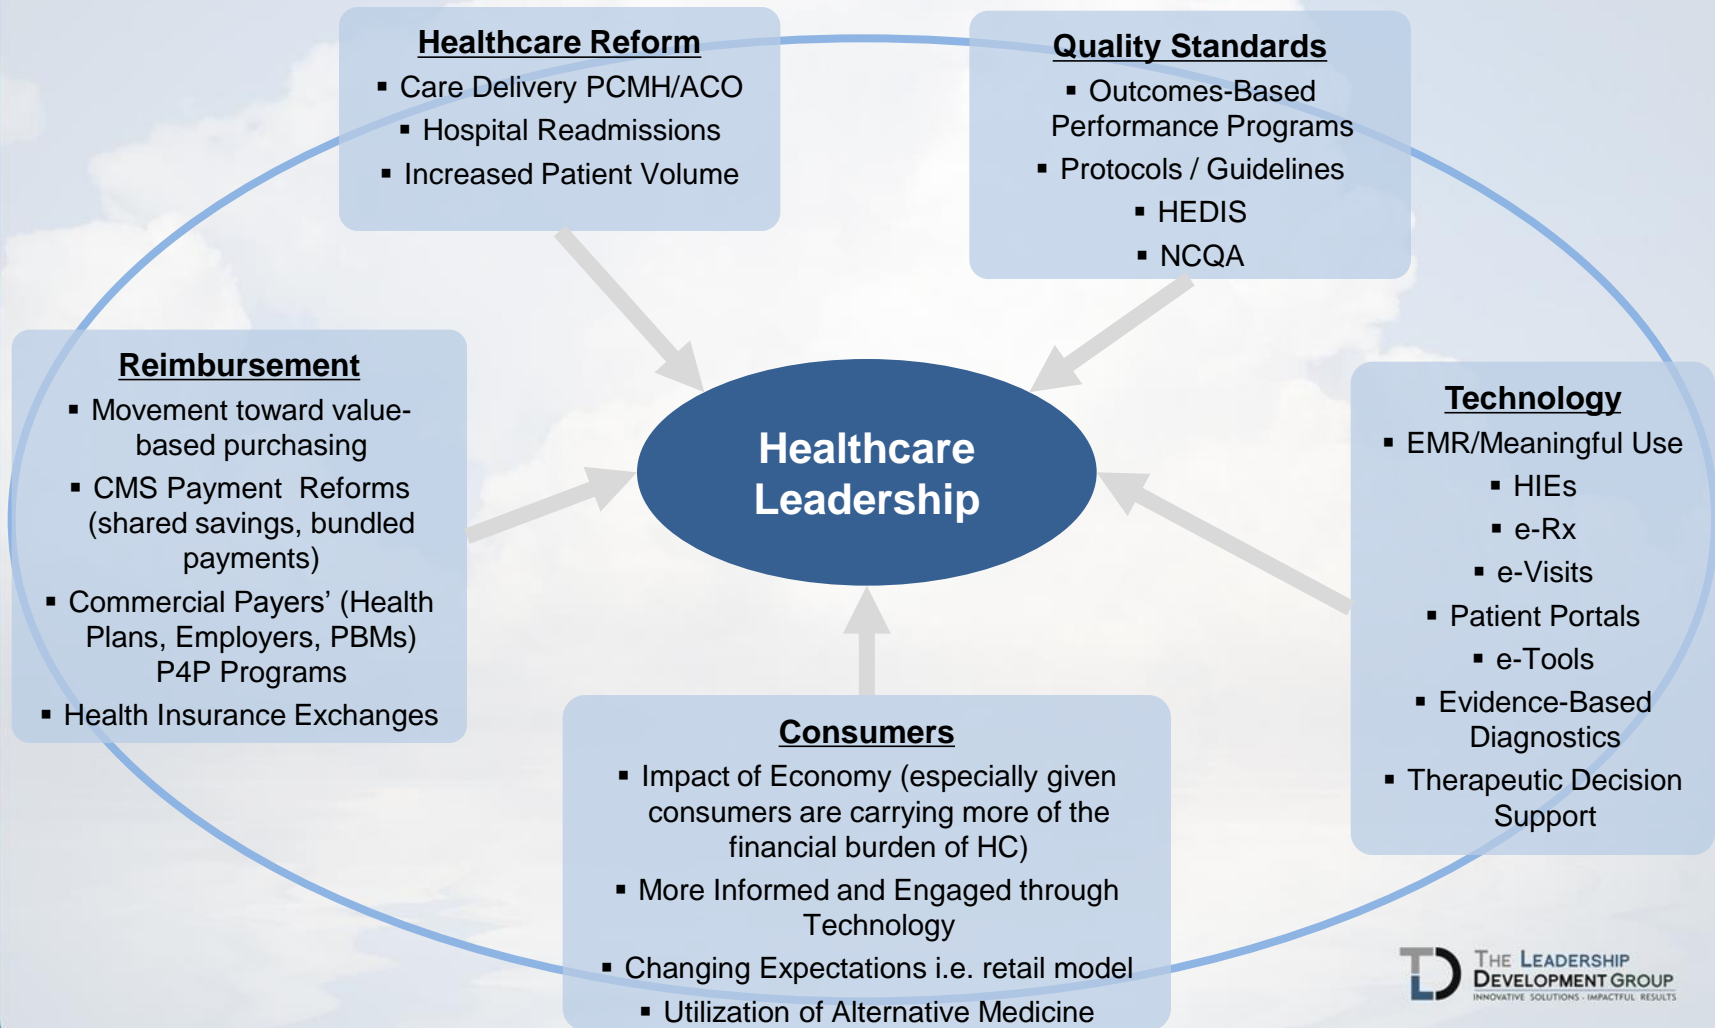 Healthcare Reform
▪ Care Delivery PCMH/ACO
▪ Hospital Readmissions
▪ Increased Patient Volume
Quality Standards
▪ Outcomes-Based
Performance Programs
▪ Protocols / Guidelines
▪ HEDIS
▪ NCQA
Reimbursement
▪ Movement toward value-
based purchasing
▪ CMS Payment  Reforms
(shared savings, bundled
payments)
▪ Commercial Payers’ (Health
Plans, Employers, PBMs)
P4P Programs
▪ Health Insurance Exchanges
Healthcare
Leadership
Technology
▪ EMR/Meaningful Use
▪ HIEs
▪ e-Rx
▪ e-Visits
▪ Patient Portals
▪ e-Tools
▪ Evidence-Based
Diagnostics
▪ Therapeutic Decision
Support
Consumers
▪ Impact of Economy (especially given
consumers are carrying more of the
financial burden of HC)
▪ More Informed and Engaged through
Technology
▪ Changing Expectations i.e. retail model
▪ Utilization of Alternative Medicine
THE LEADERSHIP
DEVELOPMENT GROUP
INNOVATIVE SOLUTIONS - IMPACTFUL RESULTS